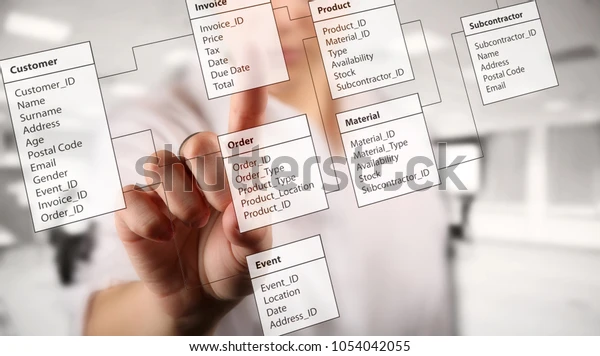 Customer
Customer_ID
Name
Surname
Address
Age
Postal Code
Email
Gender
Event_ID
Invoice_ID
Order_ID
Invoice
Invoice_ID
Price
Tax
Date
Due Date
Total
Product
Product_ID
Material_ID
Type
Availability
Stock
Subcontractor_ID
Subcontractor
Subcontractor_ID
Name
Address
Postal Code
Email
Order
Order_ID
Order_Type
Product_Type
Product_Location
Product_ID
Material
Material_ID
Material_Type
Availability
Stock
Subcontractor_ID
Event
Event_ID
Location
Date
Address_ID
shutterstock.com · 1054042055